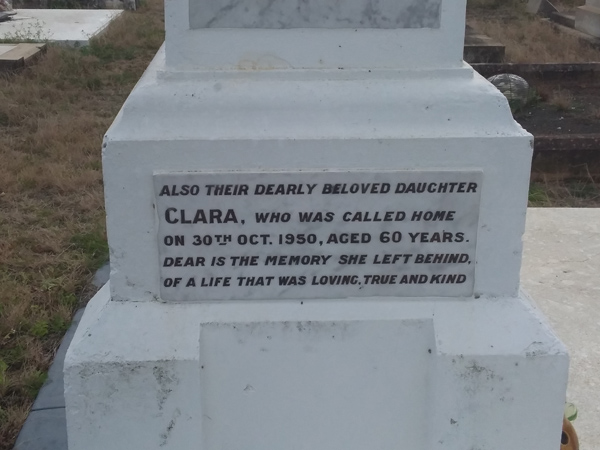 ALSO THEIR DEARLY BELOVED DAUGHTER
CLARA, WHO WAS CALLED HOME
ON 30TH OCT. 1950, AGED 60 YEARS.
DEAR IS THE MEMORY SHE LEFT BEHIND,
OF A LIFE THAT WAS LOVING, TRUE AND KIND